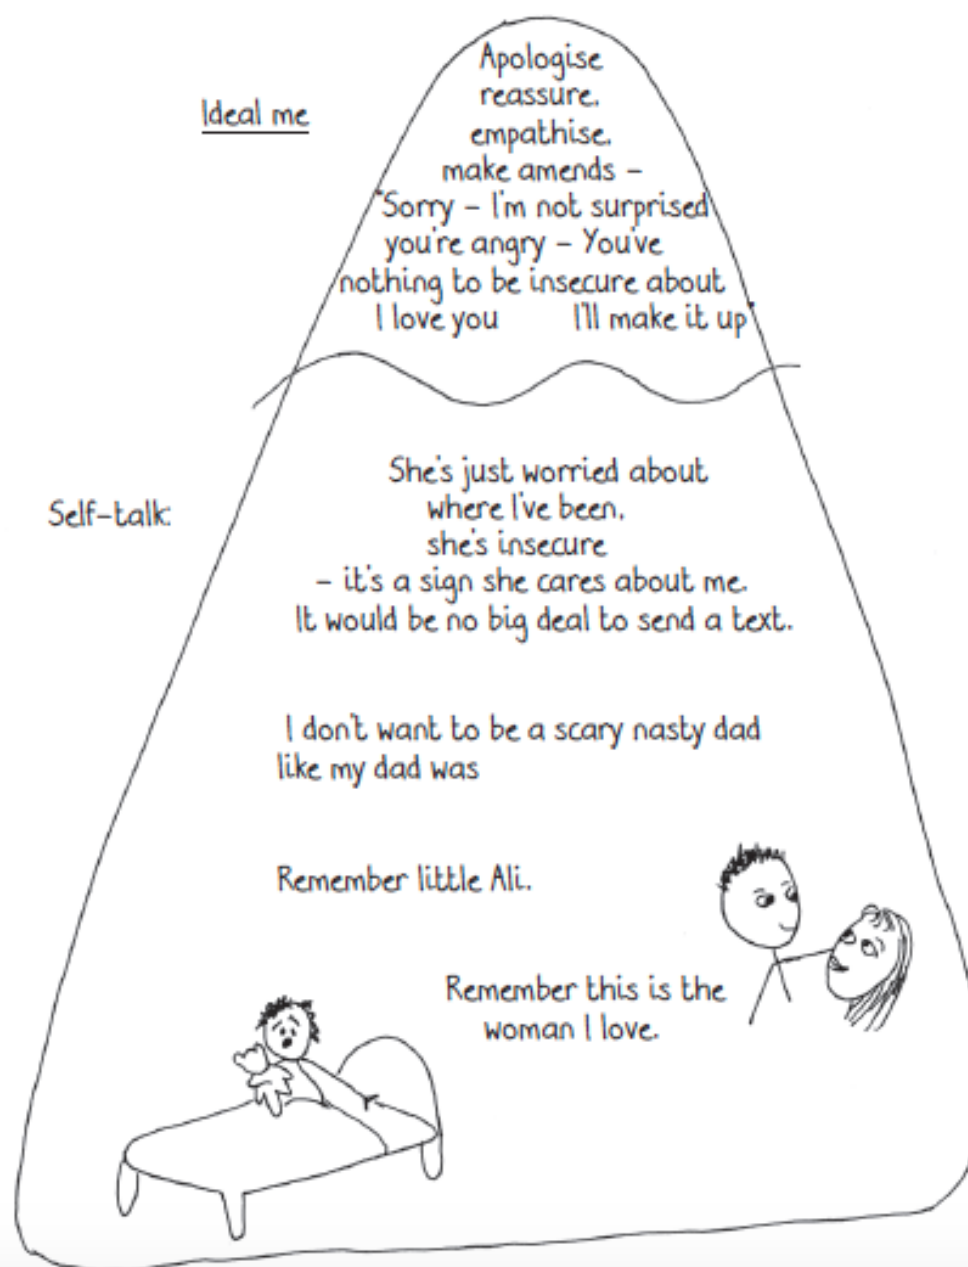 Ideal me
Apologise
reassure,
empathise,
make amends –
"Sorry – I'm not surprised
you're angry – You've
nothing to be insecure about
I love you I'll make it up"
Self-talk:
She's just worried about
where I've been,
she's insecure
– it's a sign she cares about me.
It would be no big deal to send a text.
I don't want to be a scary nasty dad
like my dad was
Remember little Ali.
Remember this is the
woman I love.